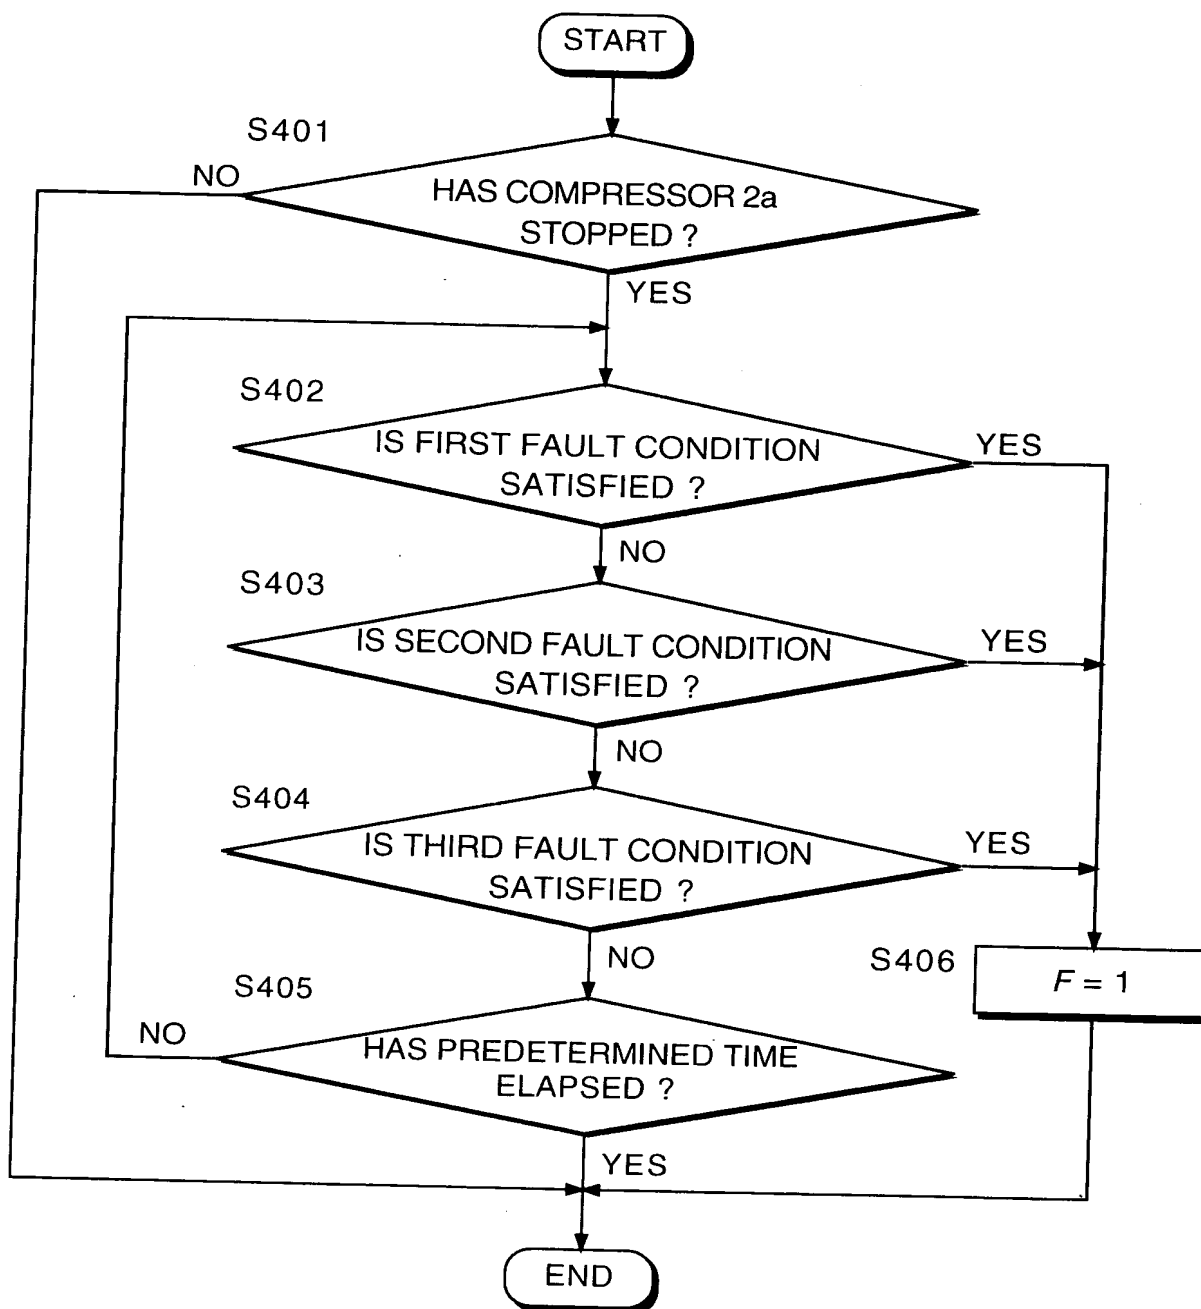 START
S401
NO
HAS COMPRESSOR 2a
STOPPED ?
YES
S402
IS FIRST FAULT CONDITION
SATISFIED ?
YES
NO
S403
IS SECOND FAULT CONDITION
SATISFIED ?
YES
NO
S404
IS THIRD FAULT CONDITION
SATISFIED ?
YES
NO
S406
F = 1
S405
NO
HAS PREDETERMINED TIME
ELAPSED ?
YES
END